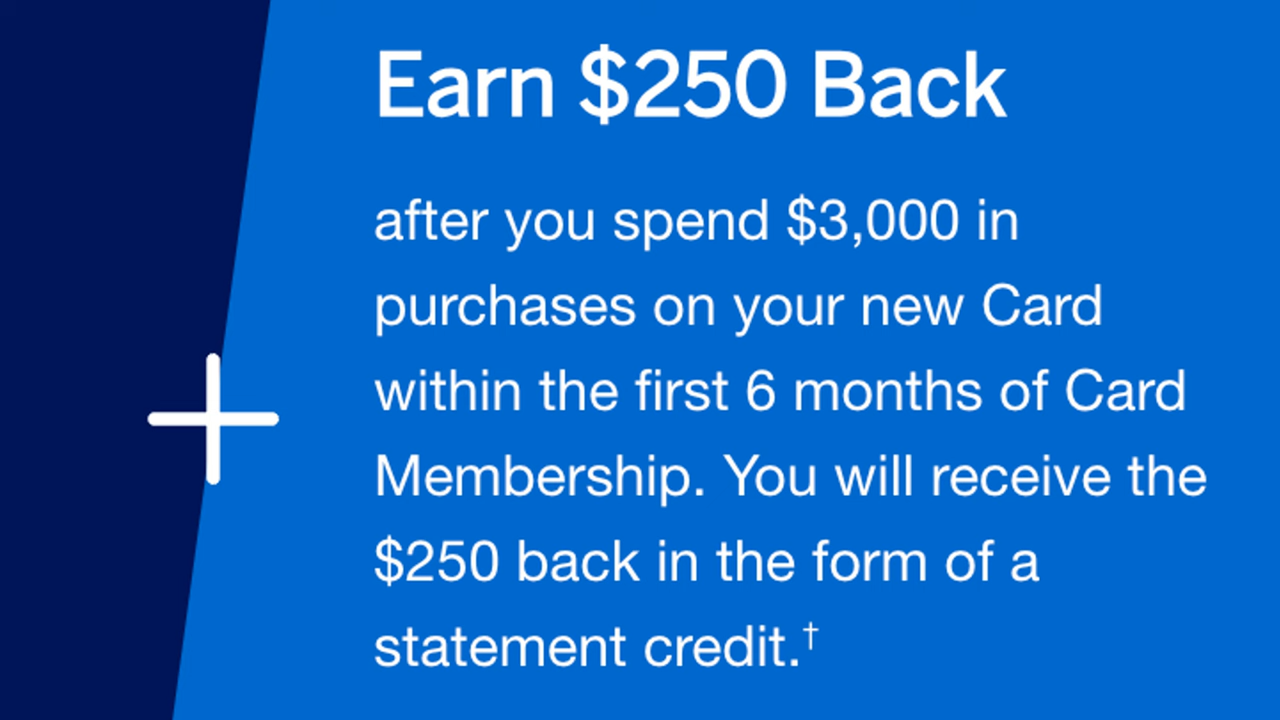 Earn $250 Back
after you spend $3,000 in
purchases on your new Card
within the first 6 months of Card
Membership. You will receive the
$250 back in the form of a
statement credit.†